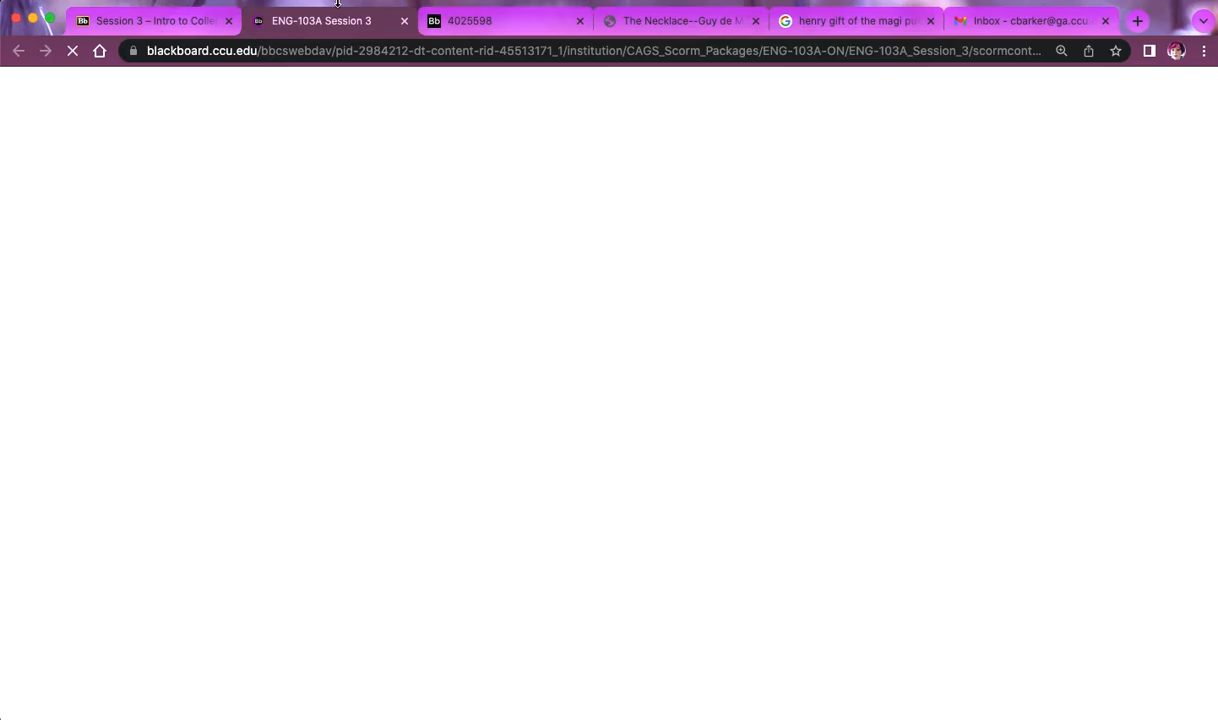 Session 3 – Intro to Colle
ENG-103A Session 3
Bb 4025598
The Necklace--Guy de M
henry gift of the magi pu
Inbox - cbarker@ga.ccu.
blackboard.ccu.edu/bbcswebdav/pid-2984212-dt-content-rid-45513171_1/institution/CAGS_Scorm_Packages/ENG-103A-ON/ENG-103A_Session_3/scormcont...